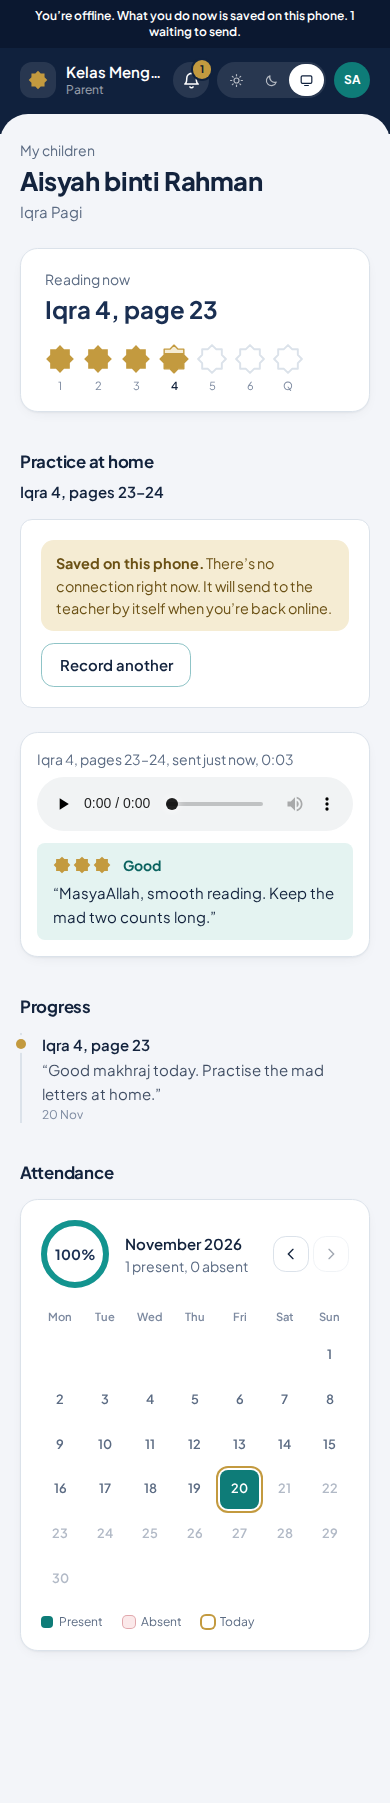 You're offline. What you do now is saved on this phone. 1
waiting to send.
Kelas Meng...
Parent
1
SA
My children
Aisyah binti Rahman
Iqra Pagi
Reading now
Iqra 4, page 23
1 2 3 4 5 6 Q
Practice at home
Iqra 4, pages 23–24
Saved on this phone. There's no
connection right now. It will send to the
teacher by itself when you're back online.
Record another
Iqra 4, pages 23–24, sent just now, 0:03
0:00 / 0:00
Good
“MasyaAllah, smooth reading. Keep the
mad two counts long.”
Progress
Iqra 4, page 23
“Good makhraj today. Practise the mad
letters at home.”
20 Nov
Attendance
100%
November 2026
1 present, 0 absent
Mon Tue Wed Thu Fri Sat Sun
1
2 3 4 5 6 7 8
9 10 11 12 13 14 15
16 17 18 19 20 21 22
23 24 25 26 27 28 29
30
Present Absent Today